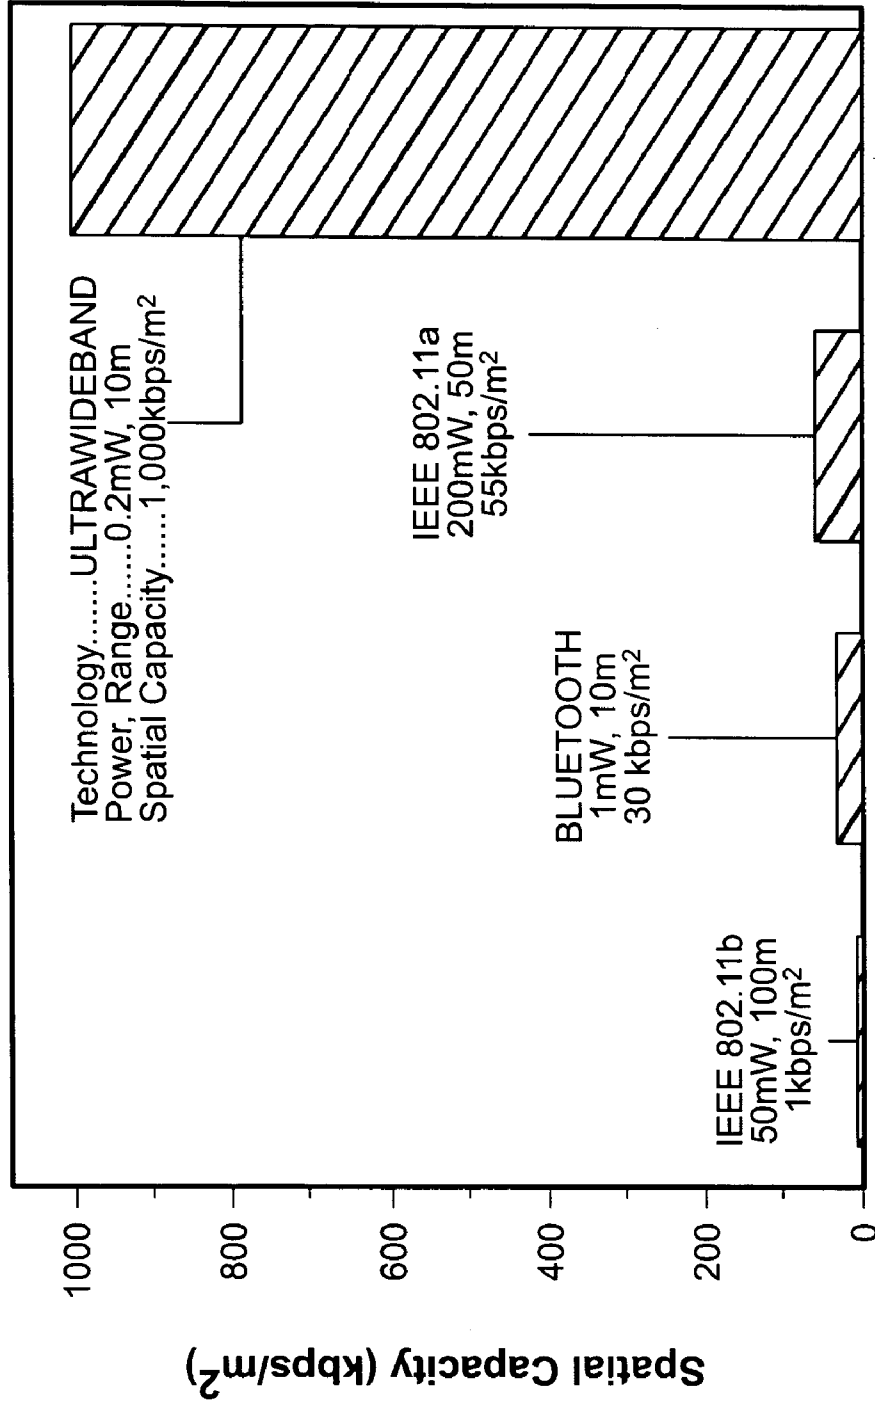 Technology.......ULTRAWIDEBAND
Power, Range......0.2mW, 10m
Spatial Capacity......1,000kbps/m²
IEEE 802.11a
200mW, 50m
55kbps/m²
BLUETOOTH
1mW, 10m
30 kbps/m²
IEEE 802.11b
50mW, 100m
1kbps/m²
1000
800
600
400
200
0
Spatial Capacity (kbps/m²)